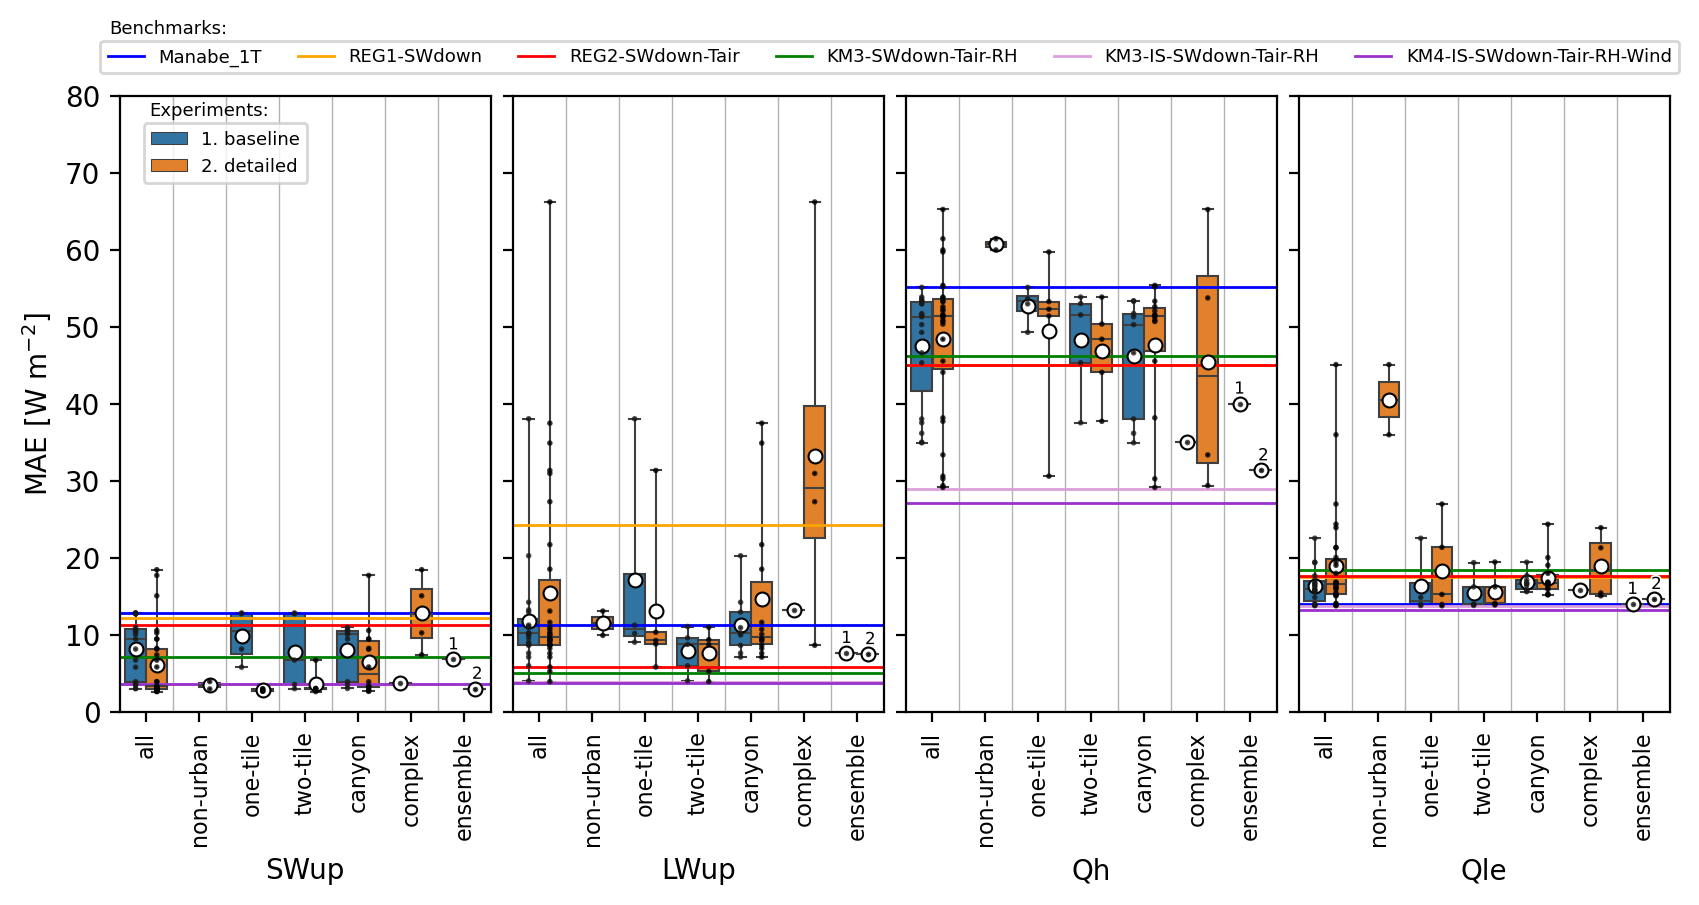 Benchmarks:
Manabe_1T REG1-SWdown REG2-SWdown-Tair KM3-SWdown-Tair-RH KM3-IS-SWdown-Tair-RH KM4-IS-SWdown-Tair-RH-Wind
Experiments:
1. baseline
2. detailed
MAE [W m⁻²]
80
70
60
50
40
30
20
10
0
1
2
1
2
1
2
1
2
all non-urban one-tile two-tile canyon complex ensemble
all non-urban one-tile two-tile canyon complex ensemble
all non-urban one-tile two-tile canyon complex ensemble
all non-urban one-tile two-tile canyon complex ensemble
SWup LWup Qh Qle